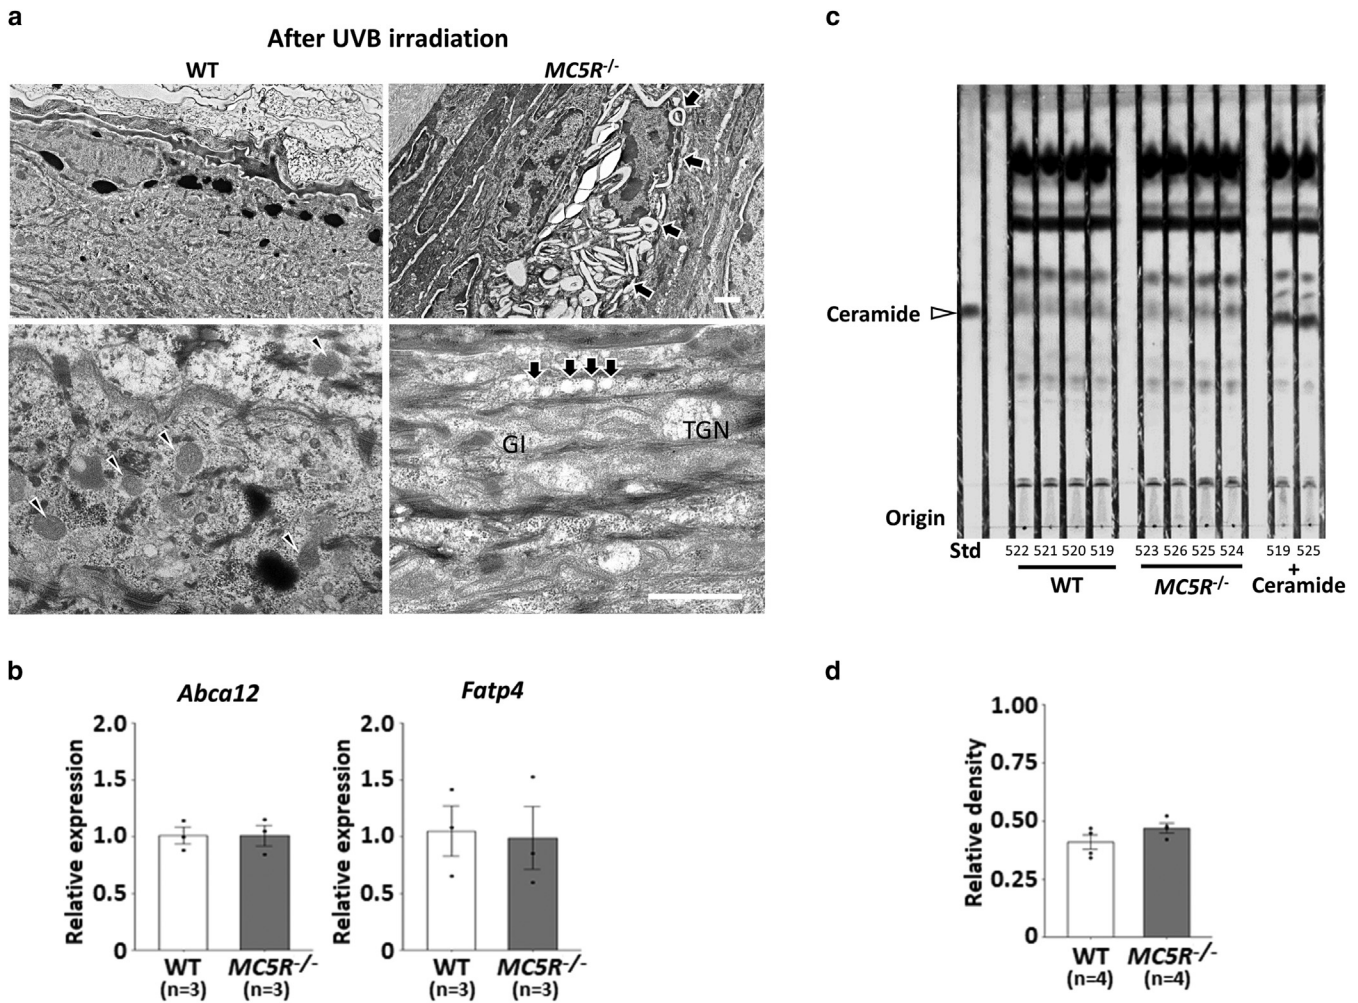 a
After UVB irradiation
WT
MC5R-/-
GI
TGN
b
Abca12
Relative expression
2.0
1.5
1.0
0.5
0
WT
(n=3)
MC5R-/-
(n=3)
Fatp4
Relative expression
2.0
1.5
1.0
0.5
0
WT
(n=3)
MC5R-/-
(n=3)
c
Ceramide
Origin
Std
522 521 520 519
WT
523 526 525 524
MC5R-/-
519 525
+
Ceramide
d
Relative density
1.00
0.75
0.50
0.25
0
WT
(n=4)
MC5R-/-
(n=4)